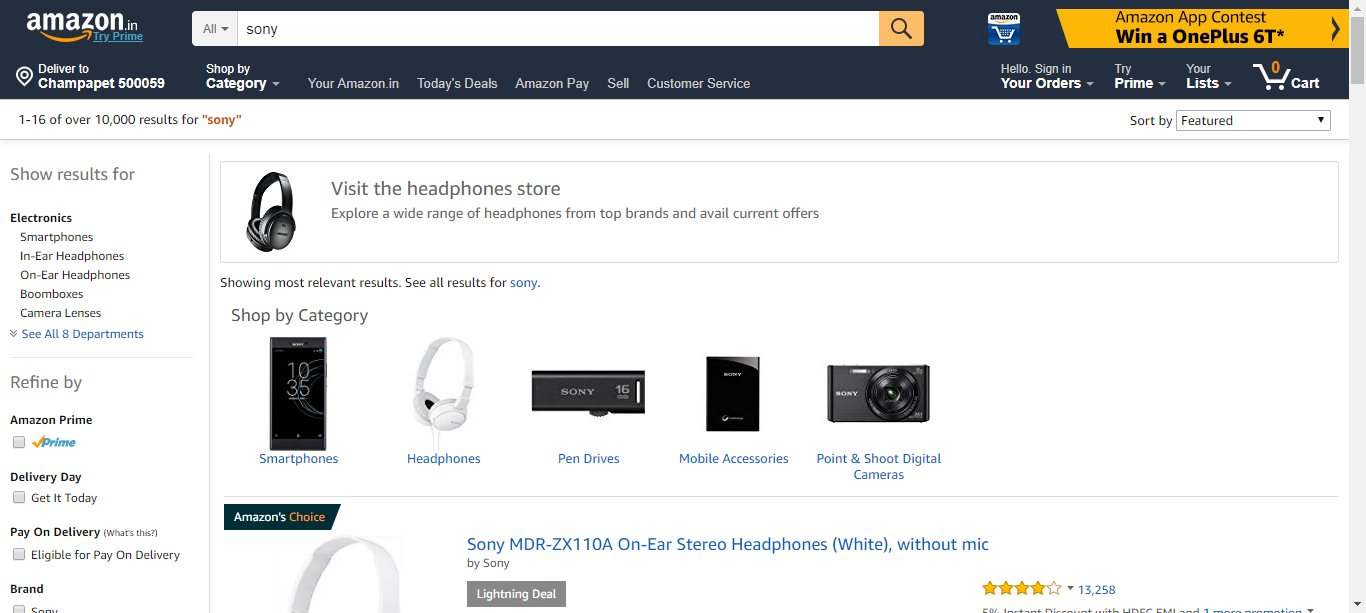 amazon.in
Try Prime
All
sony
amazon
Amazon App Contest
Win a OnePlus 6T*
Deliver to
Champapet 500059
Shop by
Category
Your Amazon.in Today's Deals Amazon Pay Sell Customer Service
Hello. Sign in
Your Orders
Try
Prime
Your
Lists
0
Cart
1-16 of over 10,000 results for "sony"
Sort by Featured
Show results for
Electronics
Smartphones
In-Ear Headphones
On-Ear Headphones
Boomboxes
Camera Lenses
See All 8 Departments
Refine by
Amazon Prime
Prime
Delivery Day
Get It Today
Pay On Delivery (What's this?)
Eligible for Pay On Delivery
Brand
Sony
Visit the headphones store
Explore a wide range of headphones from top brands and avail current offers
Showing most relevant results. See all results for sony.
Shop by Category
SONY
10
35
SONY 16
GB
SONY
SONY
Smartphones
Headphones
Pen Drives
Mobile Accessories
Point & Shoot Digital
Cameras
Amazon's Choice
Sony MDR-ZX110A On-Ear Stereo Headphones (White), without mic
by Sony
Lightning Deal
13,258
5% Instant Discount with HDFC EMI and 1 more promotion